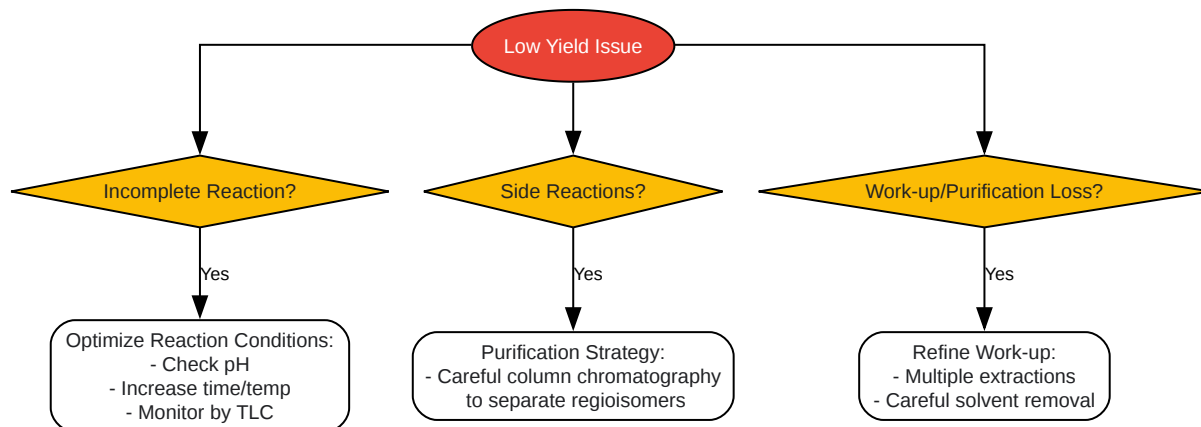 Low Yield Issue
Incomplete Reaction?
Side Reactions?
Work-up/Purification Loss?
Yes
Yes
Yes
Optimize Reaction Conditions:
- Check pH
- Increase time/temp
- Monitor by TLC
Purification Strategy:
- Careful column chromatography
to separate regioisomers
Refine Work-up:
- Multiple extractions
- Careful solvent removal